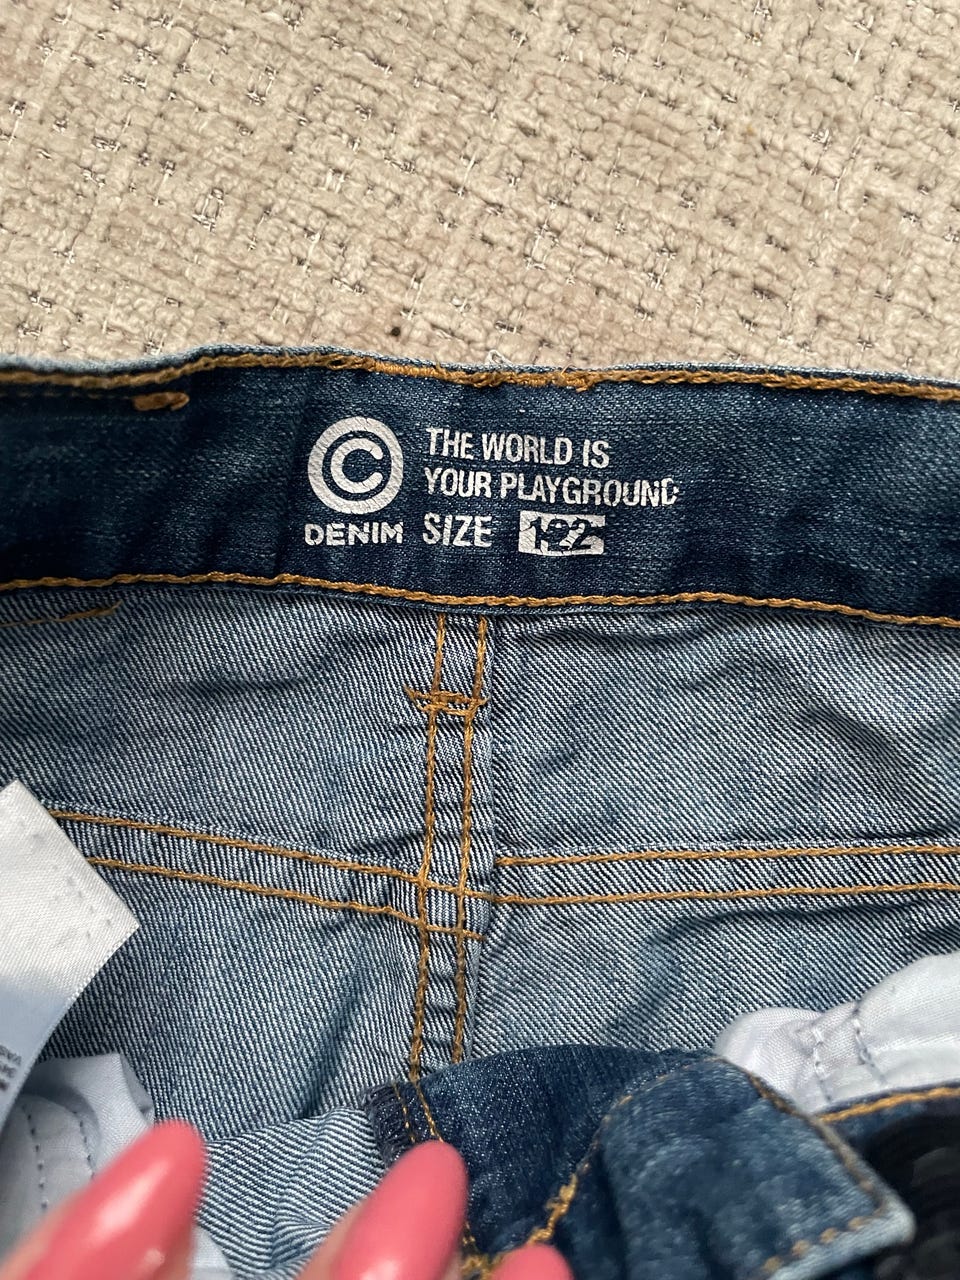 ©
THE WORLD IS
YOUR PLAYGROUND
DENIM SIZE 122